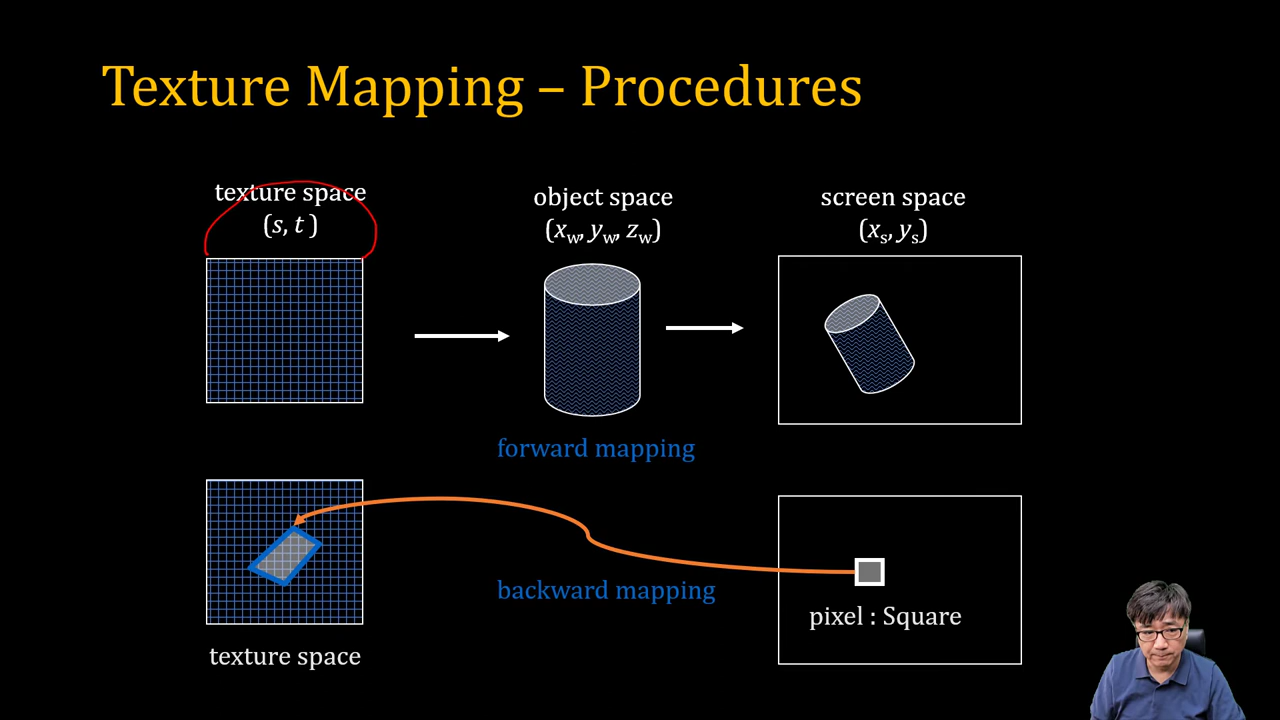 Texture Mapping – Procedures
texture space
(s, t )
object space
(xw, yw, zw)
screen space
(xs, ys)
forward mapping
backward mapping
pixel : Square
texture space